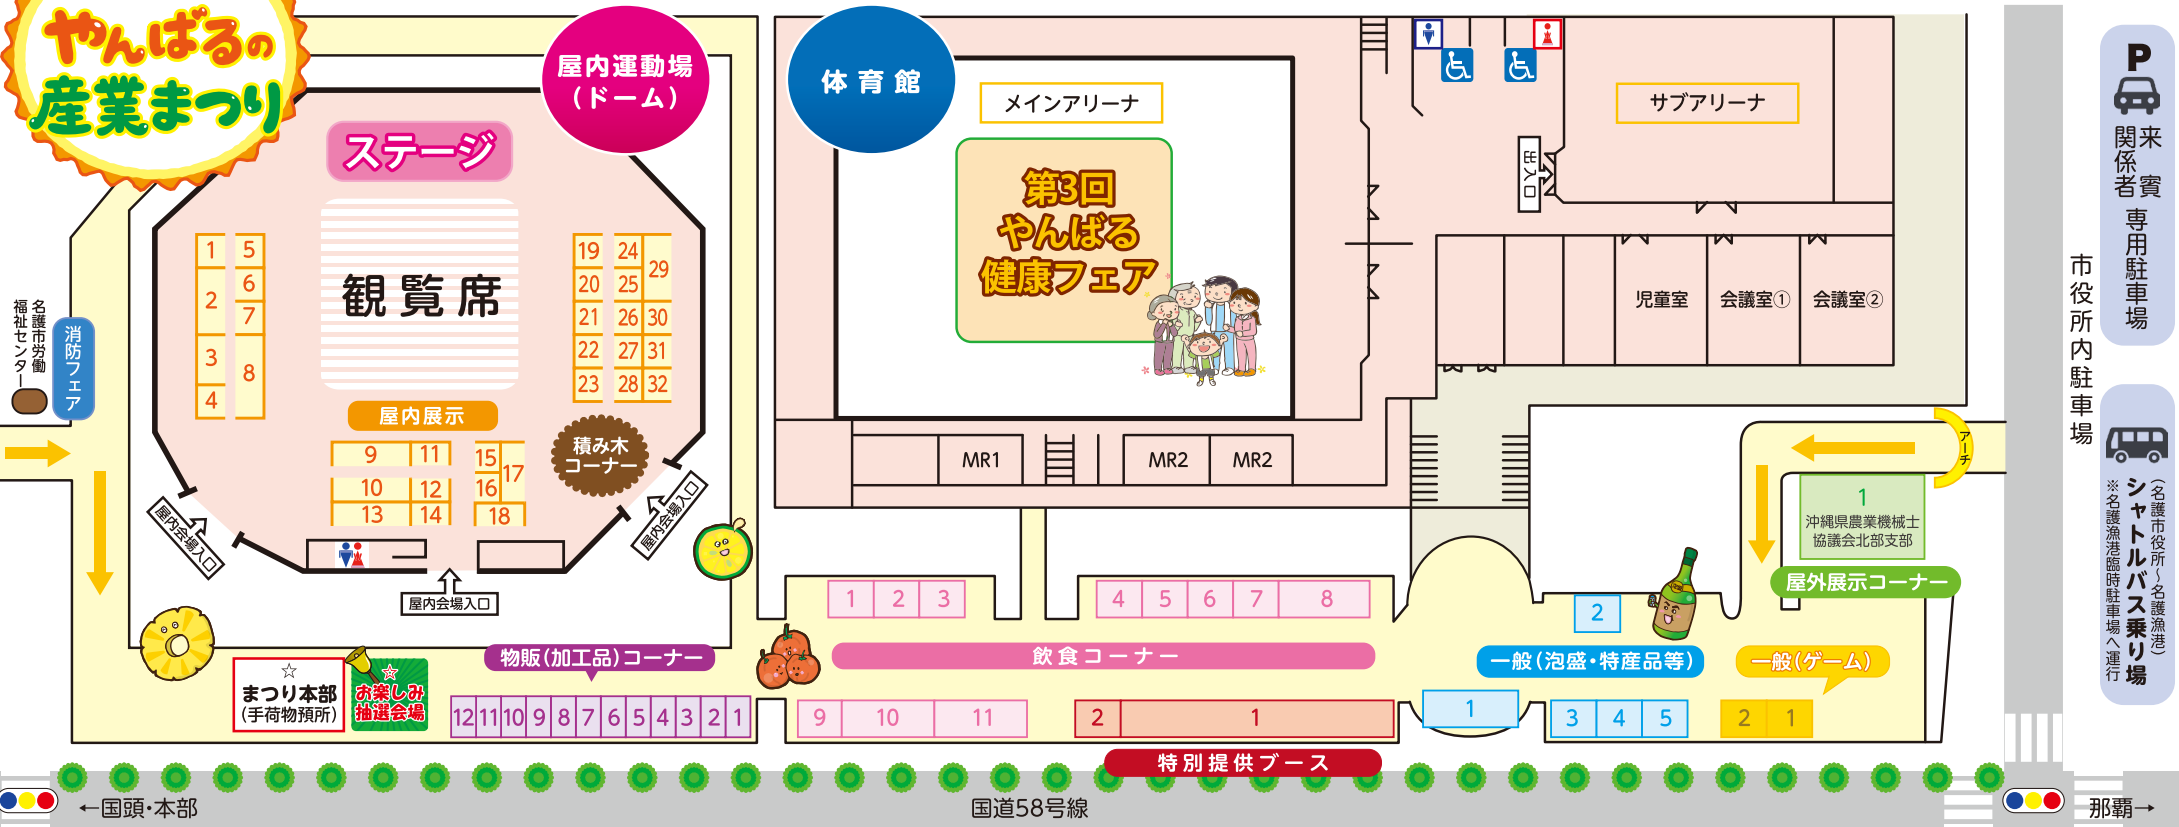 やんばるの
産業まつり
屋内運動場
（ドーム）
体育館
ステージ
観覧席
1
2
3
4
5
6
7
8
19
20
21
22
23
24
25
26
27
28
29
30
31
32
屋内展示
9
10
13
11
12
14
15
16
17
18
積み木
コーナー
屋内会場入口
屋内会場入口
屋内会場入口
名護市労働
福祉センター
消防フェア
メインアリーナ
第3回
やんばる
健康フェア
サブアリーナ
出入口
児童室
会議室①
会議室②
MR1
MR2
MR2
P
来賓
関係者
専用駐車場
市役所内駐車場
（名護市役所〜名護漁港）
シャトルバス乗り場
※名護漁港臨時駐車場へ運行
アーチ
1
沖縄県農業機械士
協議会北部支部
屋外展示コーナー
☆
まつり本部
（手荷物預所）
☆
お楽しみ
抽選会場
物販（加工品）コーナー
12 11 10 9 8 7 6 5 4 3 2 1
1 2 3
4 5 6 7 8
飲食コーナー
9 10 11
2 1
特別提供ブース
2
一般（泡盛・特産品等）
1
3 4 5
一般（ゲーム）
2 1
←国頭・本部
国道58号線
那覇→